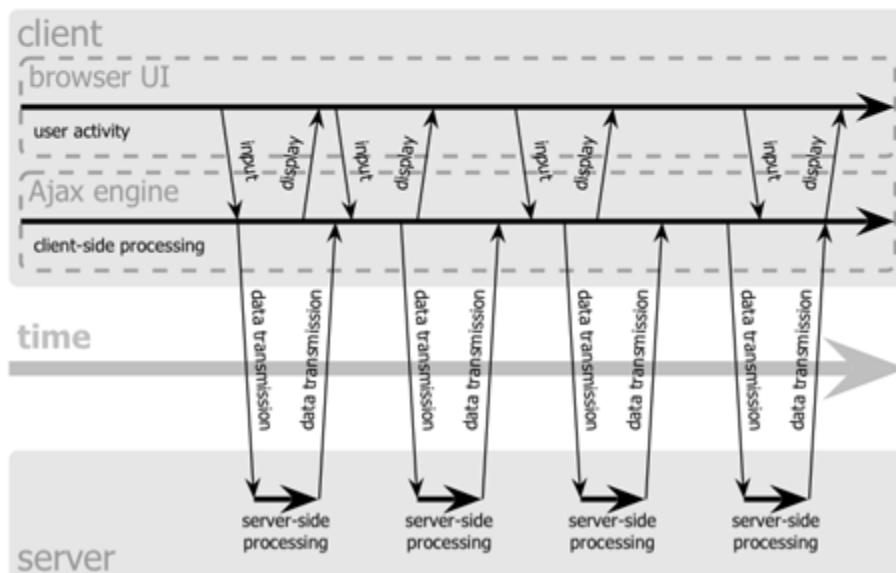 client
browser UI
user activity
input
display
input
display
input
display
input
display
Ajax engine
client-side processing
data transmission
data transmission
data transmission
data transmission
data transmission
data transmission
data transmission
data transmission
time
server-side
processing
server-side
processing
server-side
processing
server-side
processing
server